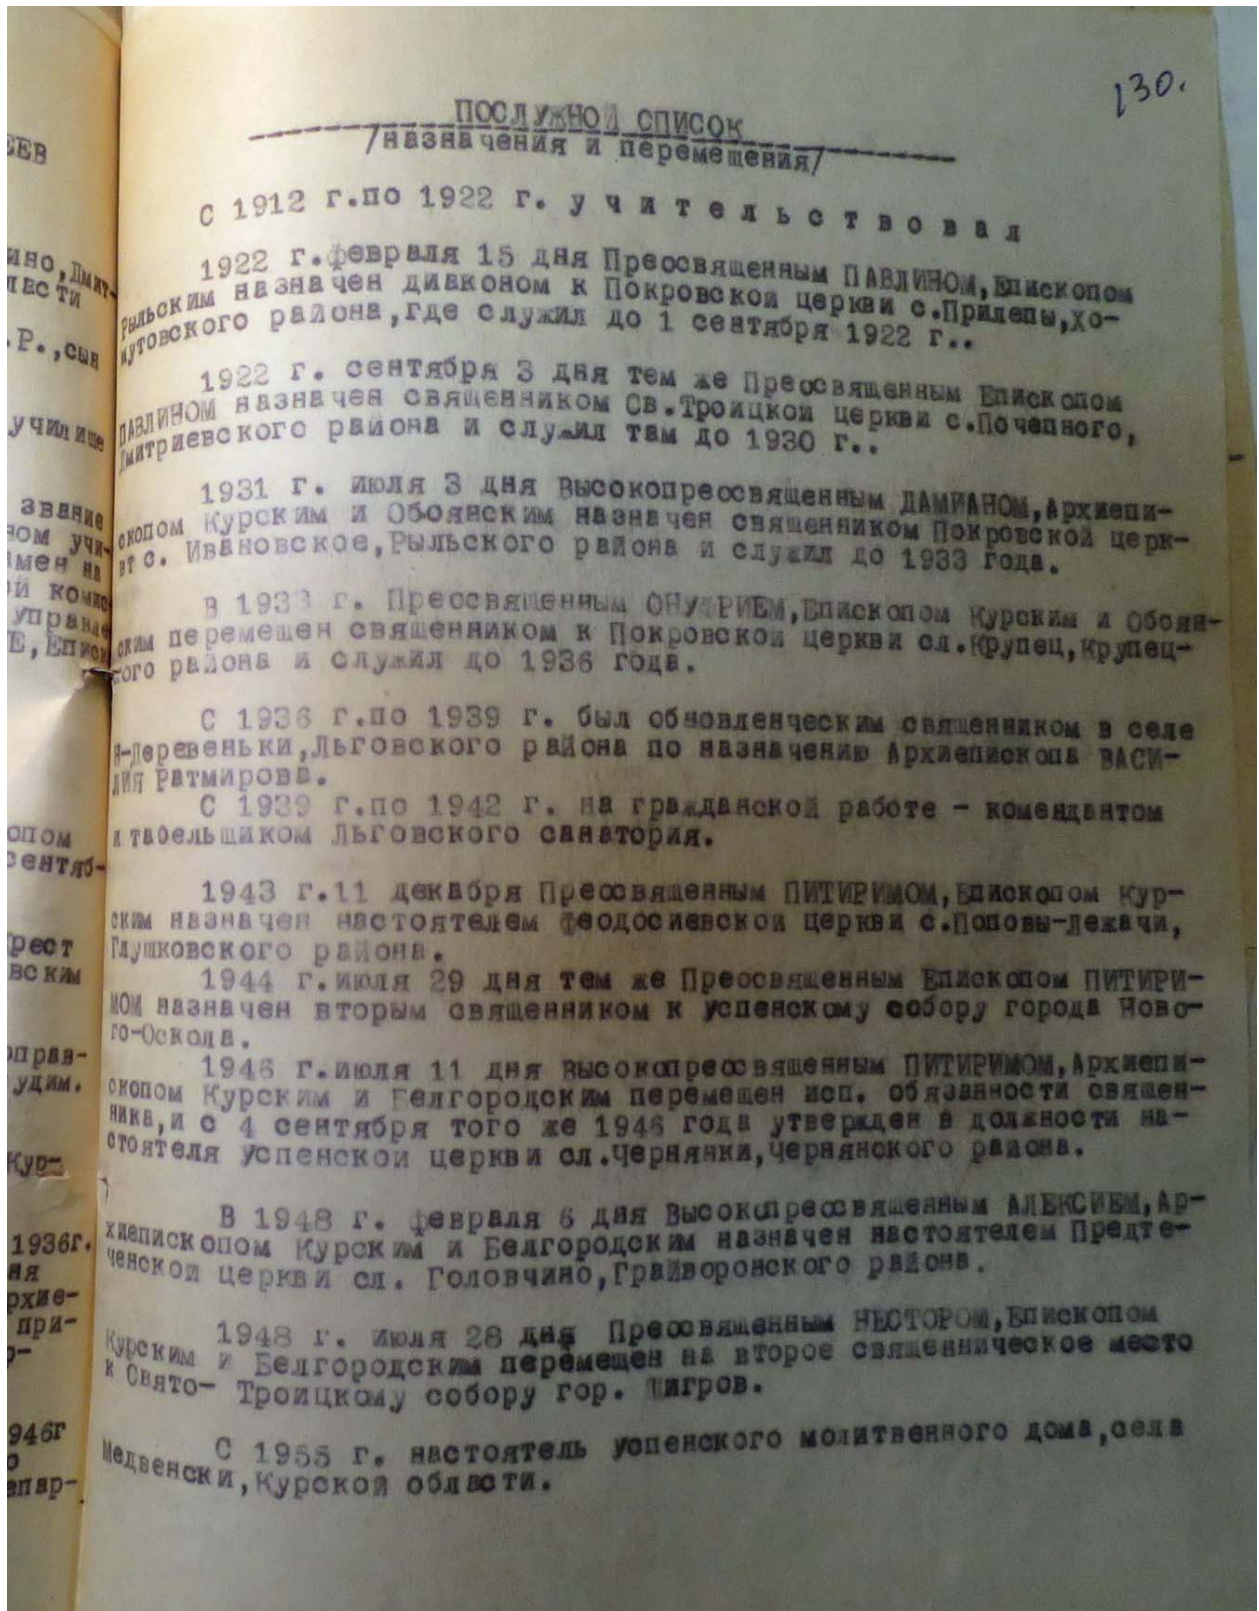 130.
ПОСЛУЖНОЙ СПИСОК
/назначения и перемещения/
С 1912 г.по 1922 г. у ч и т е л ь с т в о в а л
1922 г.февраля 15 дня Преосвященным ПАВЛИНОМ,Епископом
Рыльским назначен диаконом к Покровской церкви с.Прилепы,Хо-
мутовского района,где служил до 1 сентября 1922 г..
1922 г. сентября 3 дня тем же Преосвященным Епископом
ПАВЛИНОМ назначен священником Св.Троицкой церкви с.Почепного,
Дмитриевского района и служил там до 1930 г..
1931 г. июля 3 дня Высокопреосвященным ДАМИАНОМ,Архиепи-
скопом Курским и Обоянским назначен священником Покровской церк-
с. Ивановское,Рыльского района и служил до 1933 года.
В 1933 г. Преосвященным ОНУФРИЕМ,Епископом Курским и Обоян-
ским перемещен священником к Покровской церкви сл.Крупец,Крупец-
кого района и служил до 1936 года.
С 1936 г.по 1939 г. был обновленческим священником в селе
Н-Деревеньки,Льговского района по назначению Архиепископа ВАСИ-
ЛИЯ Ратмирова.
С 1939 г.по 1942 г. на гражданской работе - комендантом
и табельщиком Льговского санатория.
1943 г.11 декабря Преосвященным ПИТИРИМОМ,Епископом Кур-
ским назначен настоятелем Феодосиевской церкви с.Поповы-Лежачи,
Глушковского района.
1944 г.июля 29 дня тем же Преосвященным Епископом ПИТИРИ-
МОМ назначен вторым священником к Успенскому собору города Ново-
го-Оскола.
1946 г.июля 11 дня Высокопреосвященным ПИТИРИМОМ,Архиепи-
скопом Курским и Белгородским перемещен исп. обязанности священ-
ника,и с 4 сентября того же 1946 года утвержден в должности на-
стоятеля Успенской церкви сл.Чернянки,Чернянского района.
В 1948 г. февраля 6 дня Высокопреосвященным АЛЕКСИЕМ,Ар-
хиепископом Курским и Белгородским назначен настоятелем Предте-
ченской церкви сл. Головчино,Грайворонского района.
1948 г. июля 28 дня Преосвященным НЕСТОРОМ,Епископом
Курским и Белгородским перемещен на второе священническое место
к Свято- Троицкому собору гор. Щигров.
С 1955 г. настоятель Успенского молитвенного дома,села
Медвенски,Курской области.